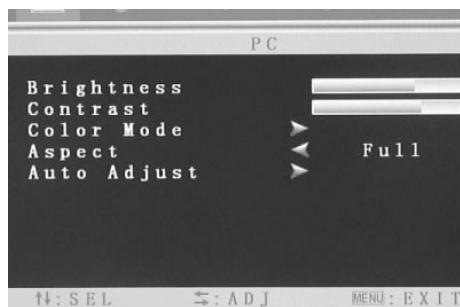 PC
Brightness
Contrast
Color Mode
Aspect Full
Auto Adjust
↑↓: SEL ⇆: ADJ MENU: EXIT